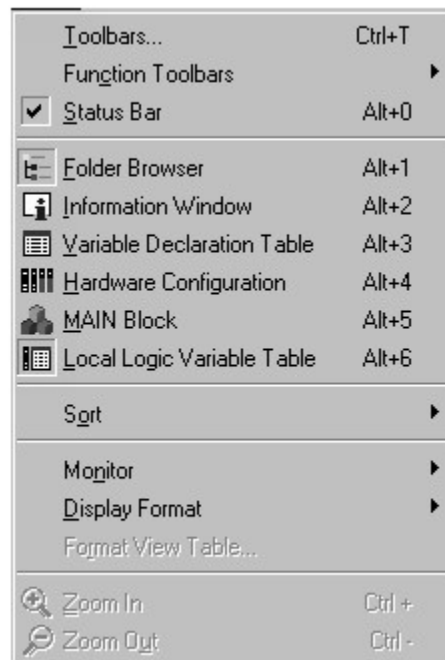 Toolbars... Ctrl+T
Function Toolbars
Status Bar Alt+0
Folder Browser Alt+1
Information Window Alt+2
Variable Declaration Table Alt+3
Hardware Configuration Alt+4
MAIN Block Alt+5
Local Logic Variable Table Alt+6
Sort
Monitor
Display Format
Format View Table...
Zoom In Ctrl +
Zoom Out Ctrl -